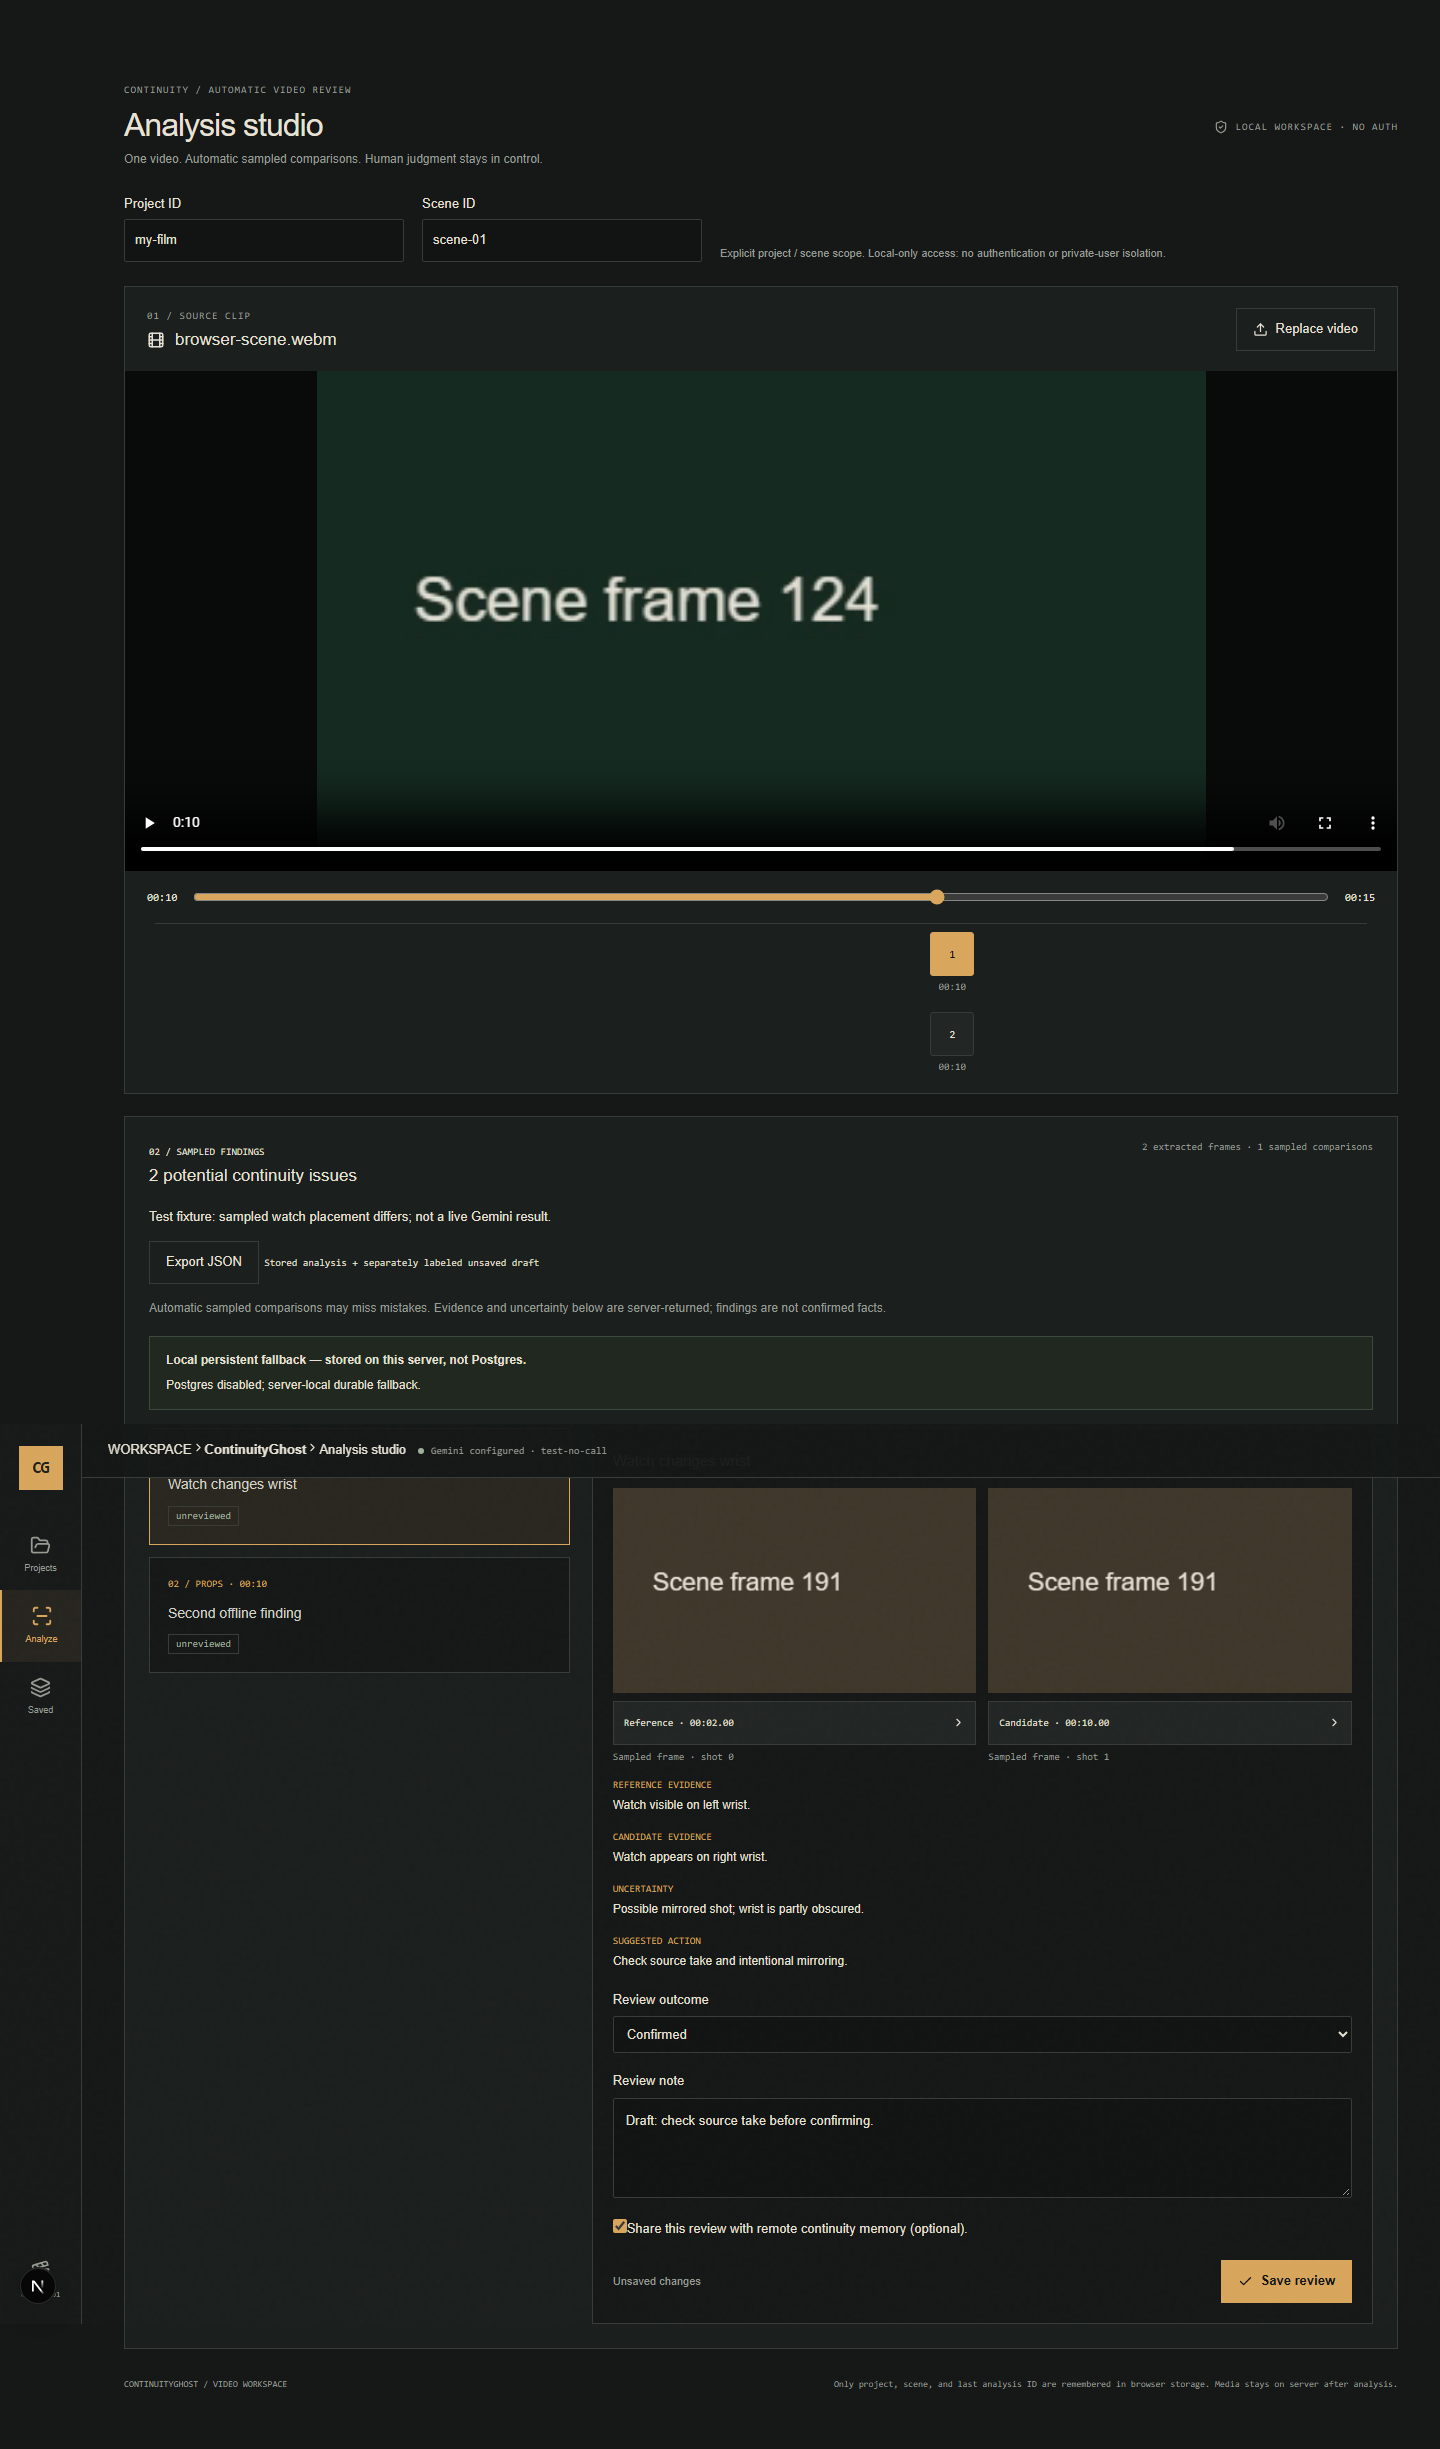 CONTINUITY / AUTOMATIC VIDEO REVIEW
Analysis studio
LOCAL WORKSPACE · NO AUTH
One video. Automatic sampled comparisons. Human judgment stays in control.
Project ID
Scene ID
my-film
scene-01
Explicit project / scene scope. Local-only access: no authentication or private-user isolation.
01 / SOURCE CLIP
browser-scene.webm
Replace video
Scene frame 124
0:10
00:10
00:15
1
00:10
2
00:10
02 / SAMPLED FINDINGS
2 extracted frames · 1 sampled comparisons
2 potential continuity issues
Test fixture: sampled watch placement differs; not a live Gemini result.
Export JSON
Stored analysis + separately labeled unsaved draft
Automatic sampled comparisons may miss mistakes. Evidence and uncertainty below are server-returned; findings are not confirmed facts.
Local persistent fallback — stored on this server, not Postgres.
Postgres disabled; server-local durable fallback.
CG
WORKSPACE > ContinuityGhost > Analysis studio
Gemini configured · test-no-call
Watch changes wrist
Projects
Analyze
Saved
Watch changes wrist
unreviewed
02 / PROPS · 00:10
Second offline finding
unreviewed
Scene frame 191
Scene frame 191
Reference · 00:02.00
Candidate · 00:10.00
Sampled frame · shot 0
Sampled frame · shot 1
REFERENCE EVIDENCE
Watch visible on left wrist.
CANDIDATE EVIDENCE
Watch appears on right wrist.
UNCERTAINTY
Possible mirrored shot; wrist is partly obscured.
SUGGESTED ACTION
Check source take and intentional mirroring.
Review outcome
Confirmed
Review note
Draft: check source take before confirming.
Share this review with remote continuity memory (optional).
Unsaved changes
Save review
N
CONTINUITYGHOST / VIDEO WORKSPACE
Only project, scene, and last analysis ID are remembered in browser storage. Media stays on server after analysis.